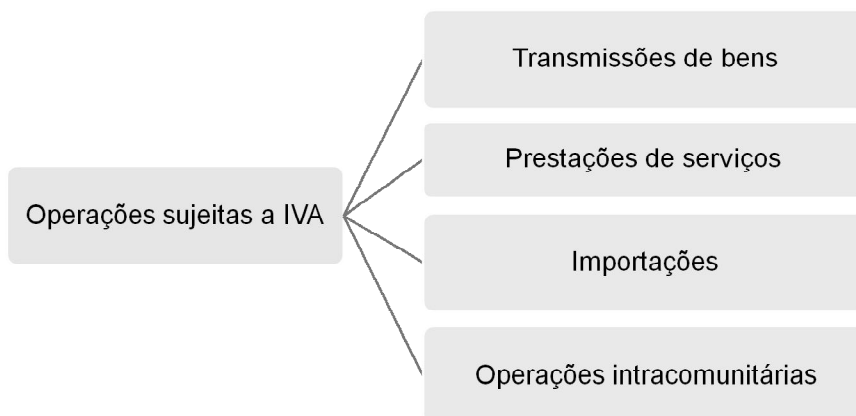 Operações sujeitas a IVA
Transmissões de bens
Prestações de serviços
Importações
Operações intracomunitárias